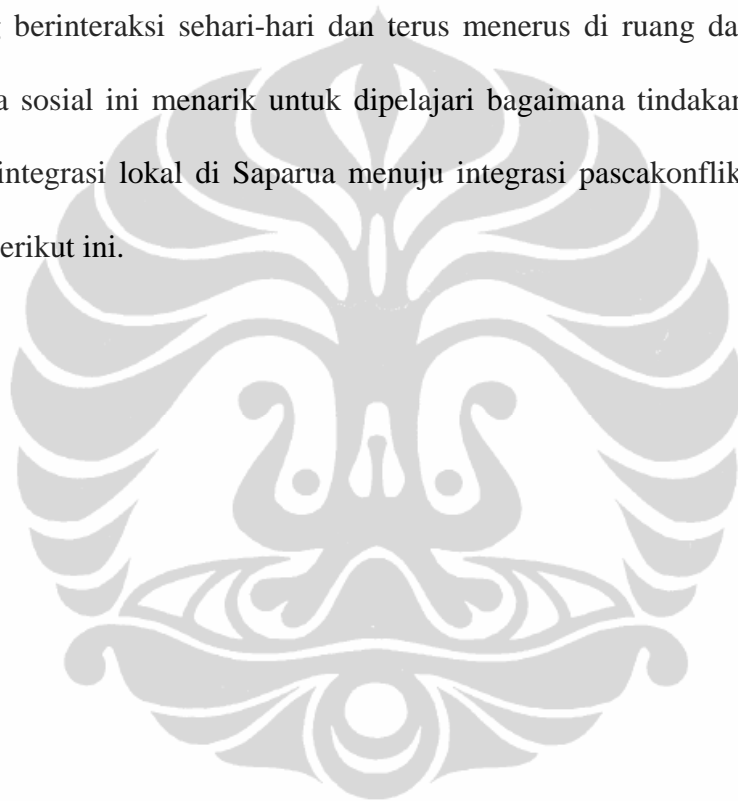 berinteraksi sehari-hari dan terus menerus di ruang da
sosial ini menarik untuk dipelajari bagaimana tindakan
integrasi lokal di Saparua menuju integrasi pascakonflik
erikut ini.